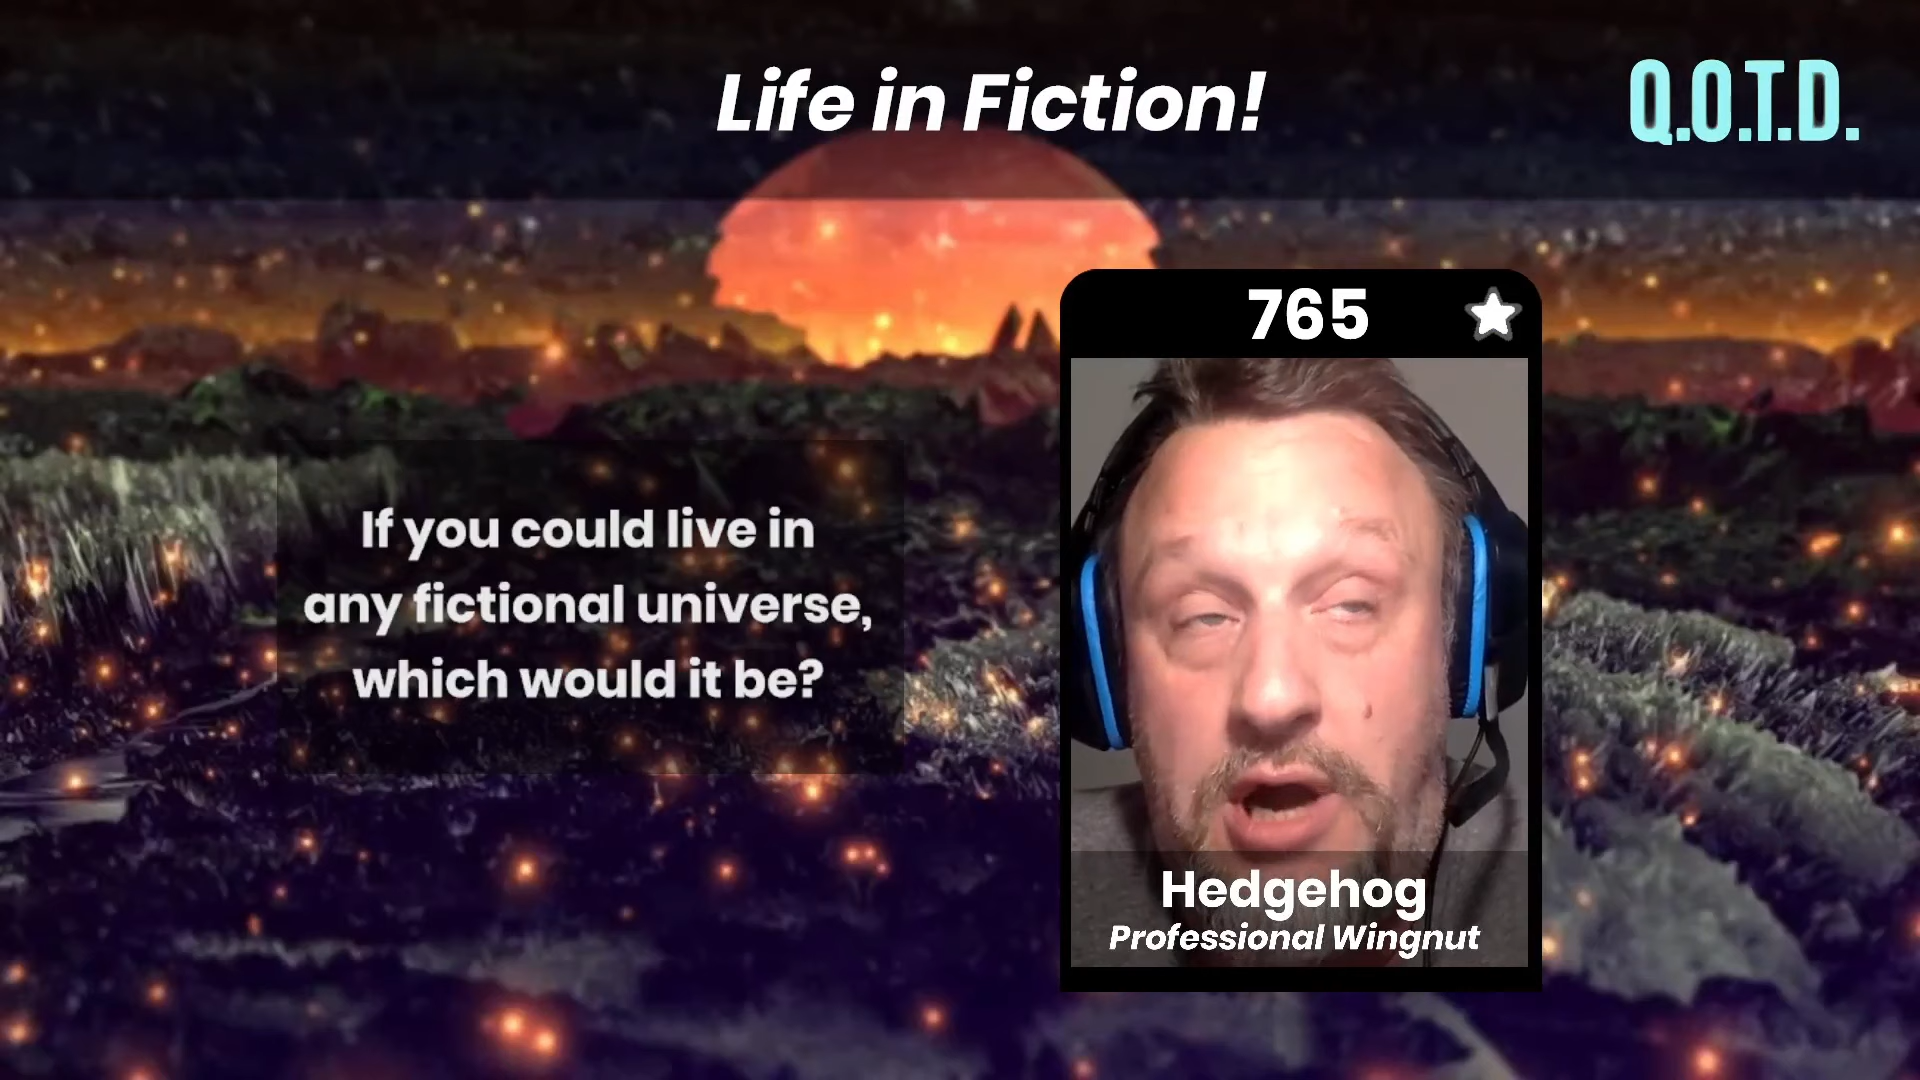 Life in Fiction!
Q.O.T.D.
765
If you could live in
any fictional universe,
which would it be?
Hedgehog
Professional Wingnut